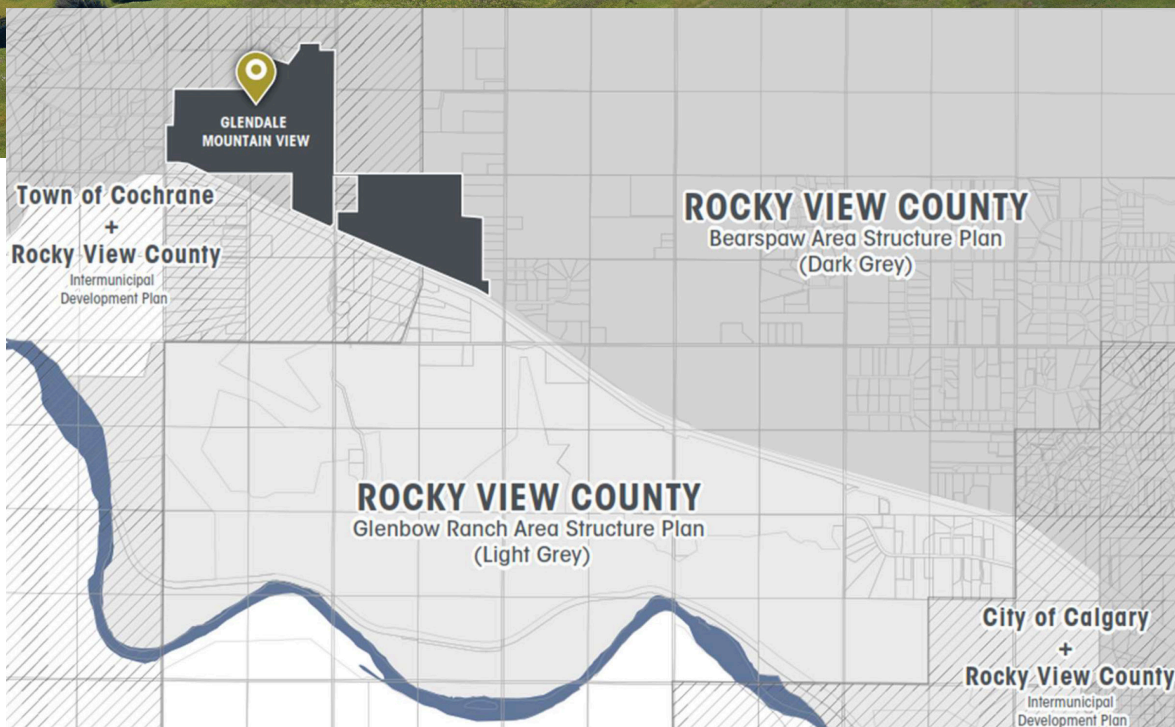 GLENDALE
MOUNTAIN VIEW
Town of Cochrane
+
Rocky View County
Intermunicipal
Development Plan
ROCKY VIEW COUNTY
Bearspaw Area Structure Plan
(Dark Grey)
ROCKY VIEW COUNTY
Glenbow Ranch Area Structure Plan
(Light Grey)
City of Calgary
+
Rocky View County
Intermunicipal
Development Plan